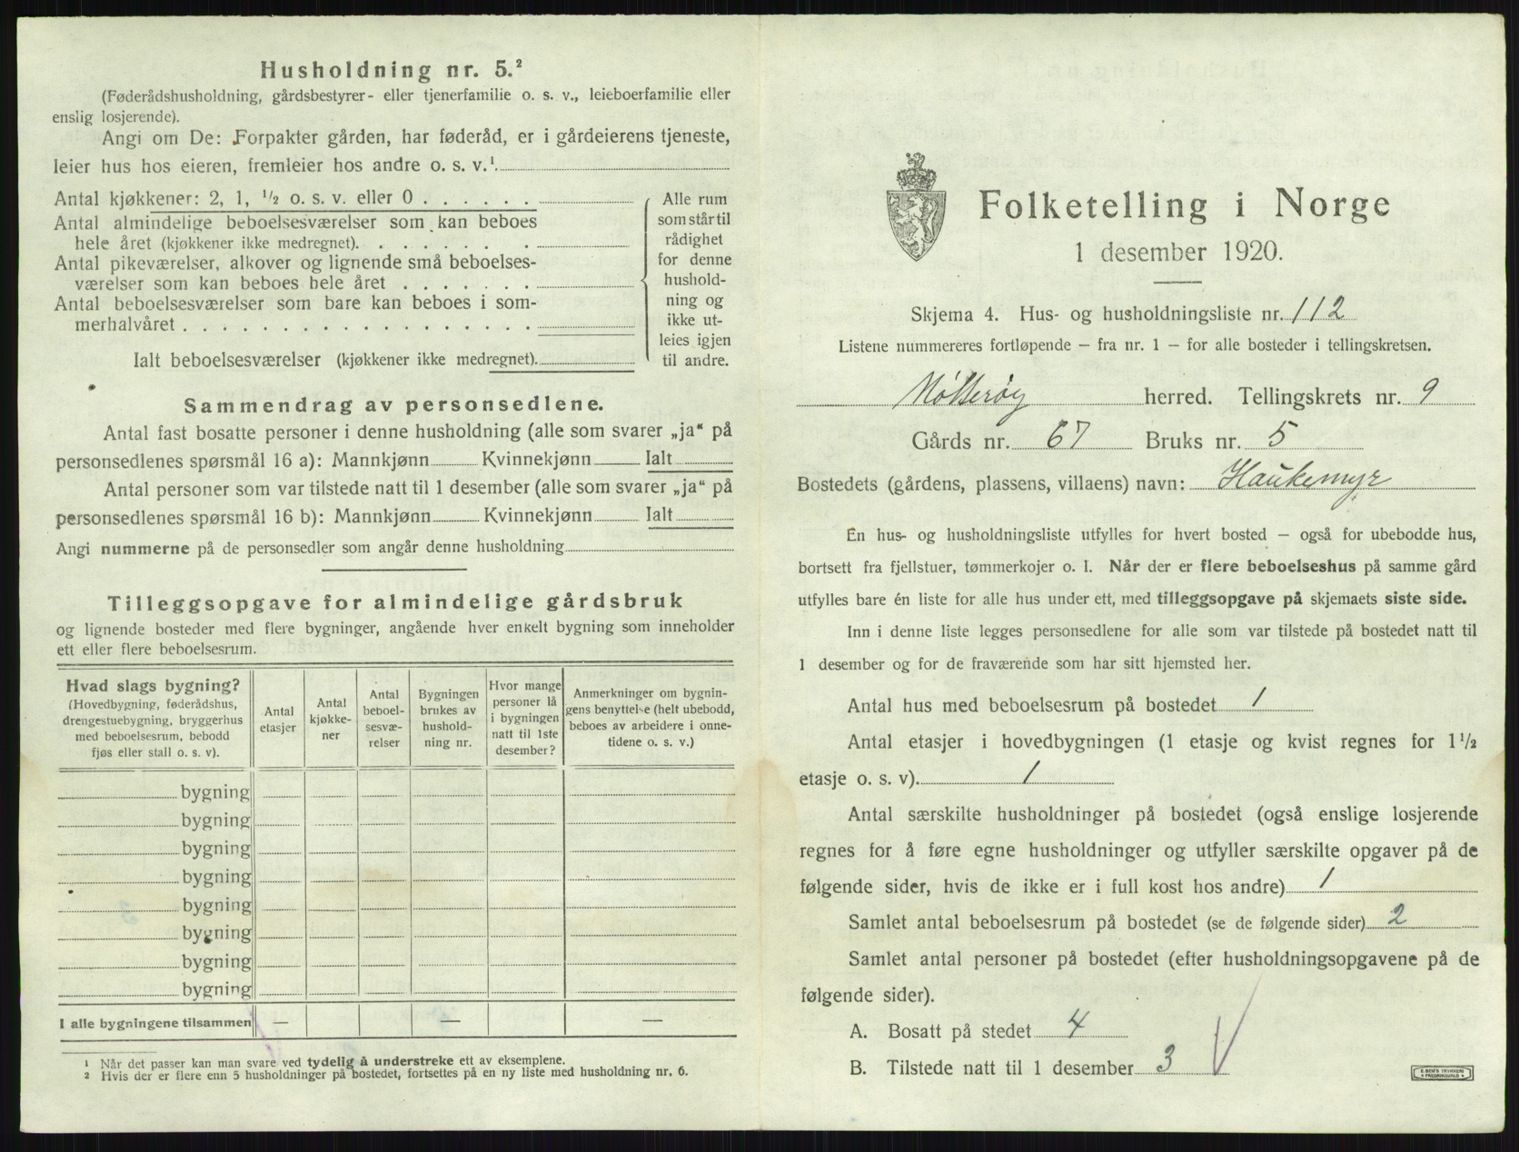 Husholdning nr. 5.²
(Føderådshusholdning, gårdsbestyrer- eller tjenerfamilie o. s. v., leieboerfamilie eller
enslig losjerende).
Angi om De: Forpakter gården, har føderåd, er i gårdeierens tjeneste,
leier hus hos eieren, fremleier hos andre o. s. v.¹
Antal kjøkkener: 2, 1, ½ o. s. v. eller 0
Antal almindelige beboelsesværelser som kan beboes
hele året (kjøkkener ikke medregnet).
Antal pikeværelser, alkover og lignende små beboelses-
værelser som kan beboes hele året
Antal beboelsesværelser som bare kan beboes i som-
merhalvåret
Ialt beboelsesværelser (kjøkkener ikke medregnet).
Alle rum
som står til
rådighet
for denne
hushold-
ning og
ikke ut-
leies igjen
til andre.
Sammendrag av personsedlene.
Antal fast bosatte personer i denne husholdning (alle som svarer „ja“ på
personsedlenes spørsmål 16 a): Mannkjønn Kvinnekjønn Ialt
Antal personer som var tilstede natt til 1 desember (alle som svarer „ja“ på
personsedlenes spørsmål 16 b): Mannkjønn Kvinnekjønn Ialt
Angi nummerne på de personsedler som angår denne husholdning
Tilleggsopgave for almindelige gårdsbruk
og lignende bosteder med flere bygninger, angående hver enkelt bygning som inneholder
ett eller flere beboelsesrum.
Hvad slags bygning?
(Hovedbygning, føderådshus,
drengestuebygning, bryggerhus
med beboelsesrum, bebodd
fjøs eller stall o. s. v).
Antal
etasjer
Antal
kjøkke-
ner
Antal
beboel-
sesvæ-
relser
Bygningen
brukes av
hushold-
ning nr.
Hvor mange
personer lå
i bygningen
natt til 1ste
desember?
Anmerkninger om bygnin-
gens benyttelse (helt ubebodd,
beboes av arbeidere i onne-
tidene o. s. v.)
bygning
bygning
bygning
bygning
bygning
bygning
bygning
bygning
I alle bygningene tilsammen — — —
¹ Når det passer kan man svare ved tydelig å understreke ett av eksemplene.
² Hvis der er flere enn 5 husholdninger på bostedet, fortsettes på en ny liste med husholdning nr. 6.
Folketelling i Norge
1 desember 1920.
Skjema 4. Hus- og husholdningsliste nr. 112
Listene nummereres fortløpende — fra nr. 1 — for alle bosteder i tellingskretsen.
Nøtterøy herred. Tellingskrets nr. 9
Gårds nr. 67 Bruks nr. 5
Bostedets (gårdens, plassens, villaens) navn: Haukemyr
En hus- og husholdningsliste utfylles for hvert bosted — også for ubebodde hus,
bortsett fra fjellstuer, tømmerkojer o. l. Når der er flere beboelseshus på samme gård
utfylles bare én liste for alle hus under ett, med tilleggsopgave på skjemaets siste side.
Inn i denne liste legges personsedlene for alle som var tilstede på bostedet natt til
1 desember og for de fraværende som har sitt hjemsted her.
Antal hus med beboelsesrum på bostedet 1
Antal etasjer i hovedbygningen (1 etasje og kvist regnes for 1½
etasje o. s. v). 1
Antal særskilte husholdninger på bostedet (også enslige losjerende
regnes for å føre egne husholdninger og utfyller særskilte opgaver på de
følgende sider, hvis de ikke er i full kost hos andre) 1
Samlet antal beboelsesrum på bostedet (se de følgende sider) 2
Samlet antal personer på bostedet (efter husholdningsopgavene på de
følgende sider).
A. Bosatt på stedet 4
B. Tilstede natt til 1 desember 3